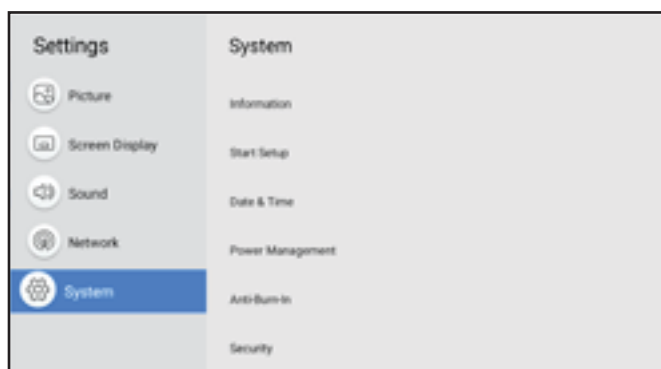 Settings
Picture
Screen Display
Sound
Network
System
System
Information
Start Setup
Date & Time
Power Management
Anti-Burn-In
Security